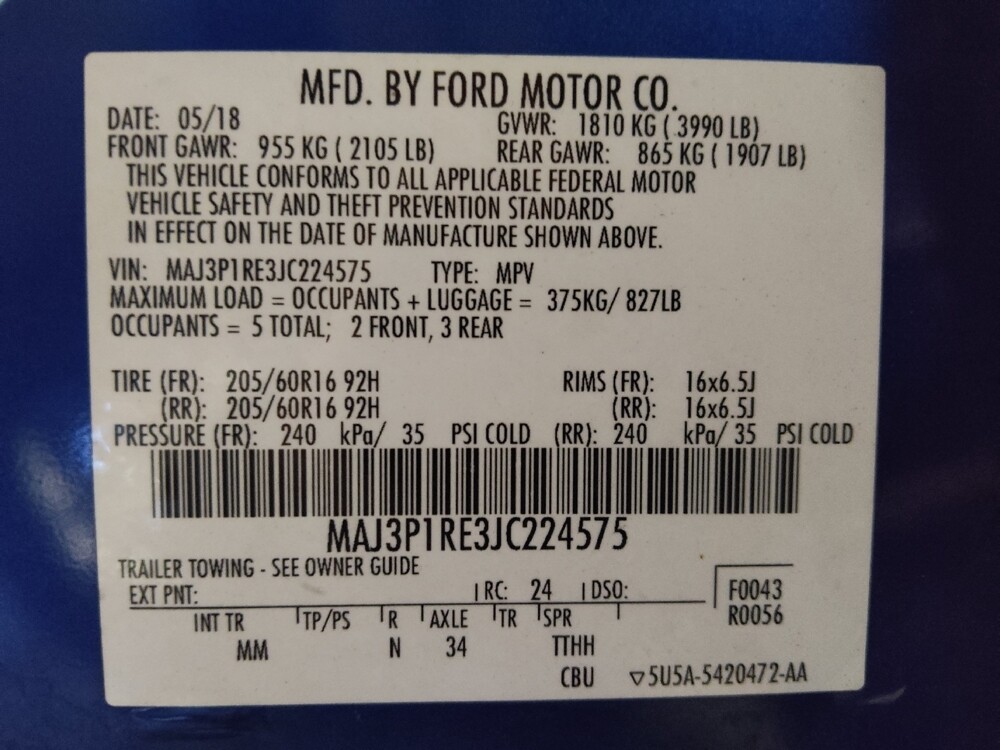 MFD. BY FORD MOTOR CO.
DATE: 05/18 GVWR: 1810 KG ( 3990 LB)
FRONT GAWR: 955 KG ( 2105 LB) REAR GAWR: 865 KG ( 1907 LB)
THIS VEHICLE CONFORMS TO ALL APPLICABLE FEDERAL MOTOR
VEHICLE SAFETY AND THEFT PREVENTION STANDARDS
IN EFFECT ON THE DATE OF MANUFACTURE SHOWN ABOVE.
VIN: MAJ3P1RE3JC224575 TYPE: MPV
MAXIMUM LOAD = OCCUPANTS + LUGGAGE = 375KG/ 827LB
OCCUPANTS = 5 TOTAL; 2 FRONT, 3 REAR
TIRE (FR): 205/60R16 92H RIMS (FR): 16x6.5J
(RR): 205/60R16 92H (RR): 16x6.5J
PRESSURE (FR): 240 kPa/ 35 PSI COLD (RR): 240 kPa/ 35 PSI COLD
MAJ3P1RE3JC224575
TRAILER TOWING - SEE OWNER GUIDE
EXT PNT: RC: 24 DSO: F0043
INT TR TP/PS R AXLE TR SPR R0056
MM N 34 TTHH
CBU ▽5U5A-5420472-AA